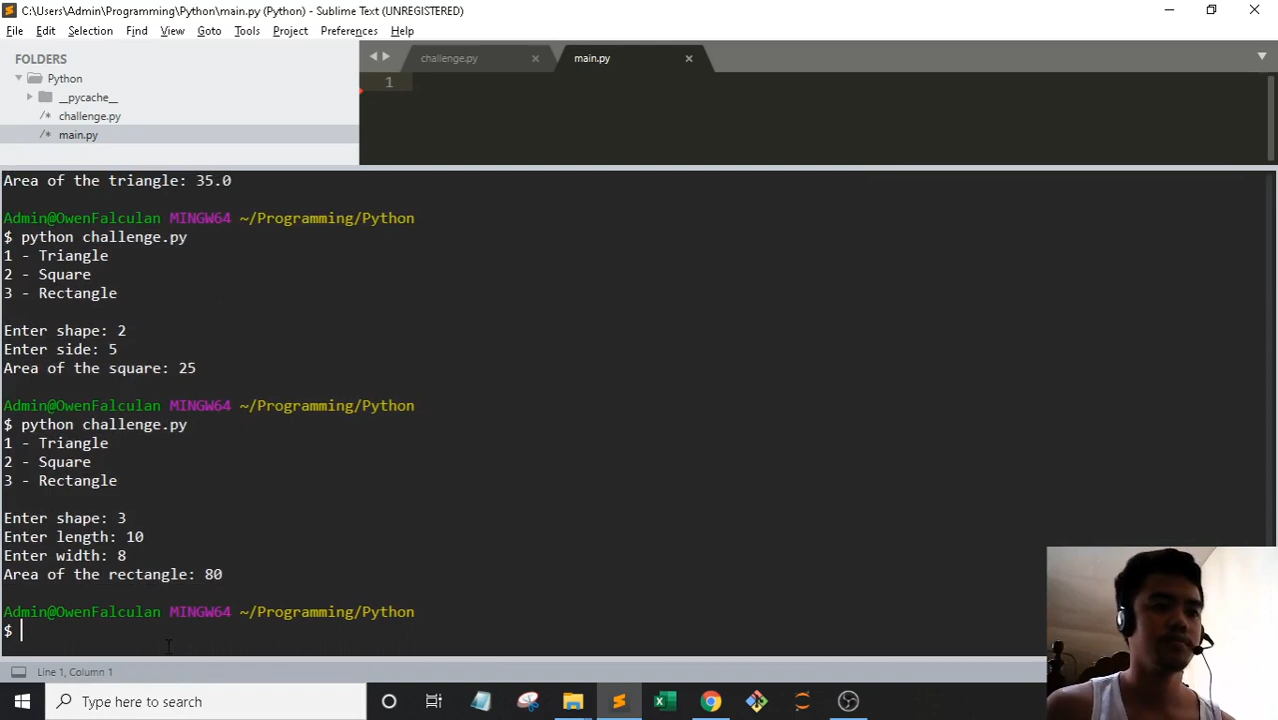 C:\Users\Admin\Programming\Python\main.py (Python) - Sublime Text (UNREGISTERED)
File Edit Selection Find View Goto Tools Project Preferences Help
FOLDERS
Python
__pycache__
/* challenge.py
/* main.py
challenge.py
main.py
1
Area of the triangle: 35.0
Admin@OwenFalculan MINGW64 ~/Programming/Python
$ python challenge.py
1 - Triangle
2 - Square
3 - Rectangle
Enter shape: 2
Enter side: 5
Area of the square: 25
Admin@OwenFalculan MINGW64 ~/Programming/Python
$ python challenge.py
1 - Triangle
2 - Square
3 - Rectangle
Enter shape: 3
Enter length: 10
Enter width: 8
Area of the rectangle: 80
Admin@OwenFalculan MINGW64 ~/Programming/Python
$
Line 1, Column 1
Type here to search